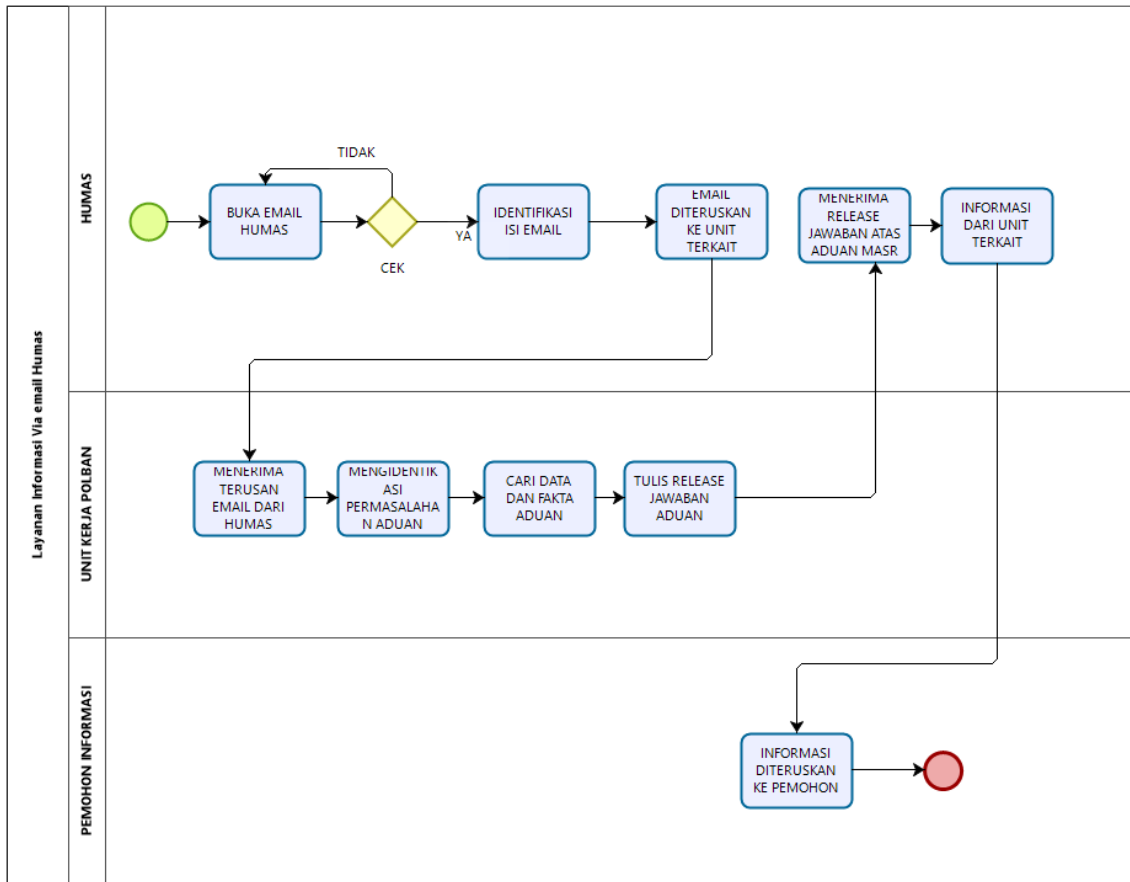 Layanan Informasi Via email Humas
HUMAS
TIDAK
BUKA EMAIL
HUMAS
CEK
YA
IDENTIFIKASI
ISI EMAIL
EMAIL
DITERUSKAN
KE UNIT
TERKAIT
MENERIMA
RELEASE
JAWABAN ATAS
ADUAN MASR
INFORMASI
DARI UNIT
TERKAIT
UNIT KERJA POLBAN
MENERIMA
TERUSAN
EMAIL DARI
HUMAS
MENGIDENTIK
ASI
PERMASALAHA
N ADUAN
CARI DATA
DAN FAKTA
ADUAN
TULIS RELEASE
JAWABAN
ADUAN
PEMOHON INFORMASI
INFORMASI
DITERUSKAN
KE PEMOHON